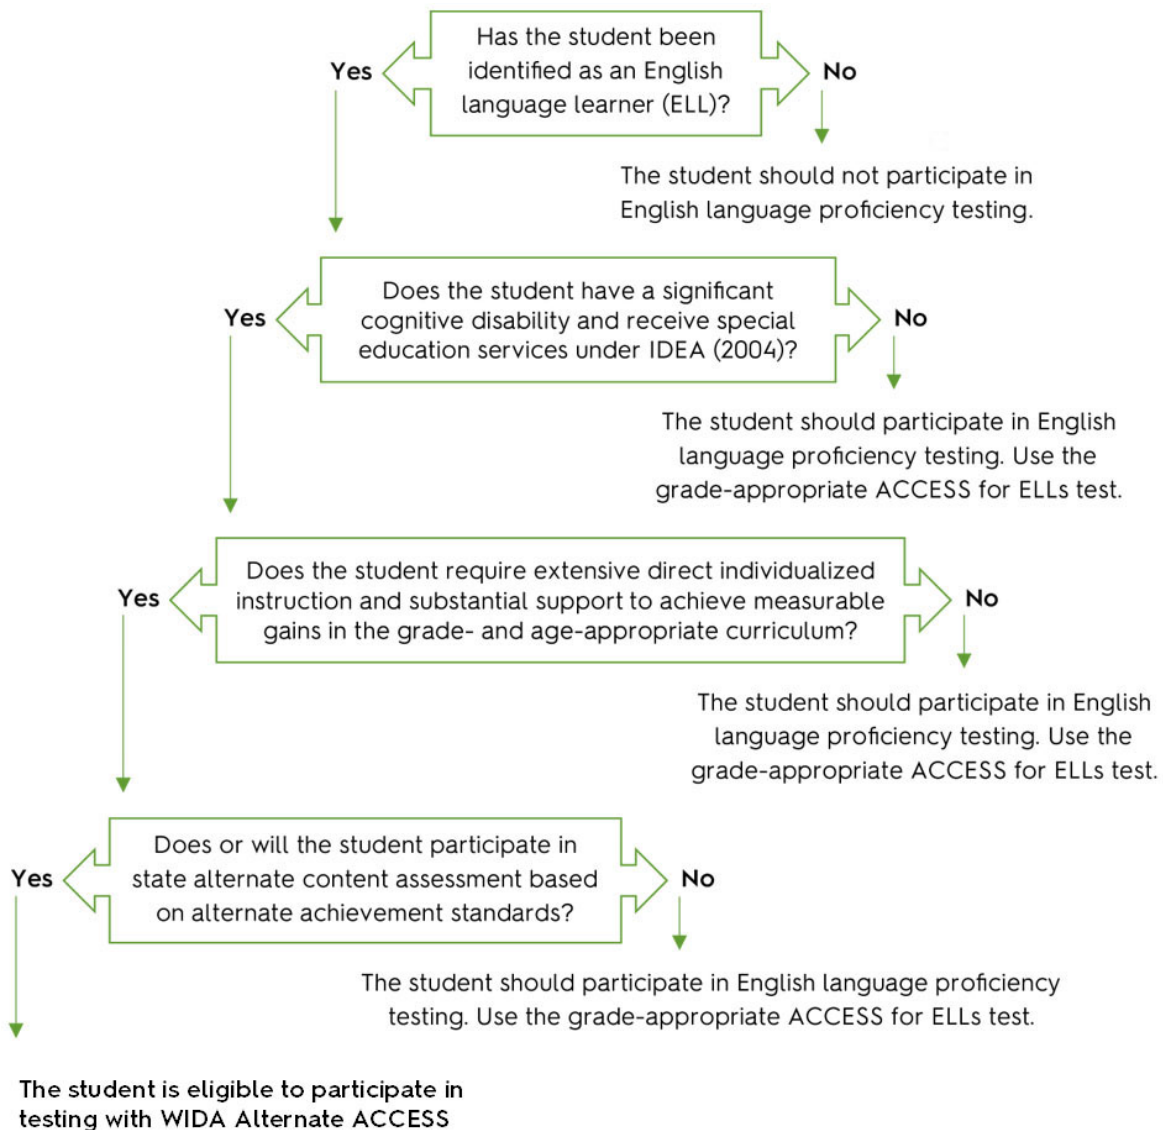 Has the student been
identified as an English
language learner (ELL)?
Yes
No
The student should not participate in
English language proficiency testing.
Does the student have a significant
cognitive disability and receive special
education services under IDEA (2004)?
Yes
No
The student should participate in English
language proficiency testing. Use the
grade-appropriate ACCESS for ELLs test.
Does the student require extensive direct individualized
instruction and substantial support to achieve measurable
gains in the grade- and age-appropriate curriculum?
Yes
No
The student should participate in English
language proficiency testing. Use the
grade-appropriate ACCESS for ELLs test.
Does or will the student participate in
state alternate content assessment based
on alternate achievement standards?
Yes
No
The student should participate in English language proficiency
testing. Use the grade-appropriate ACCESS for ELLs test.
The student is eligible to participate in
testing with WIDA Alternate ACCESS